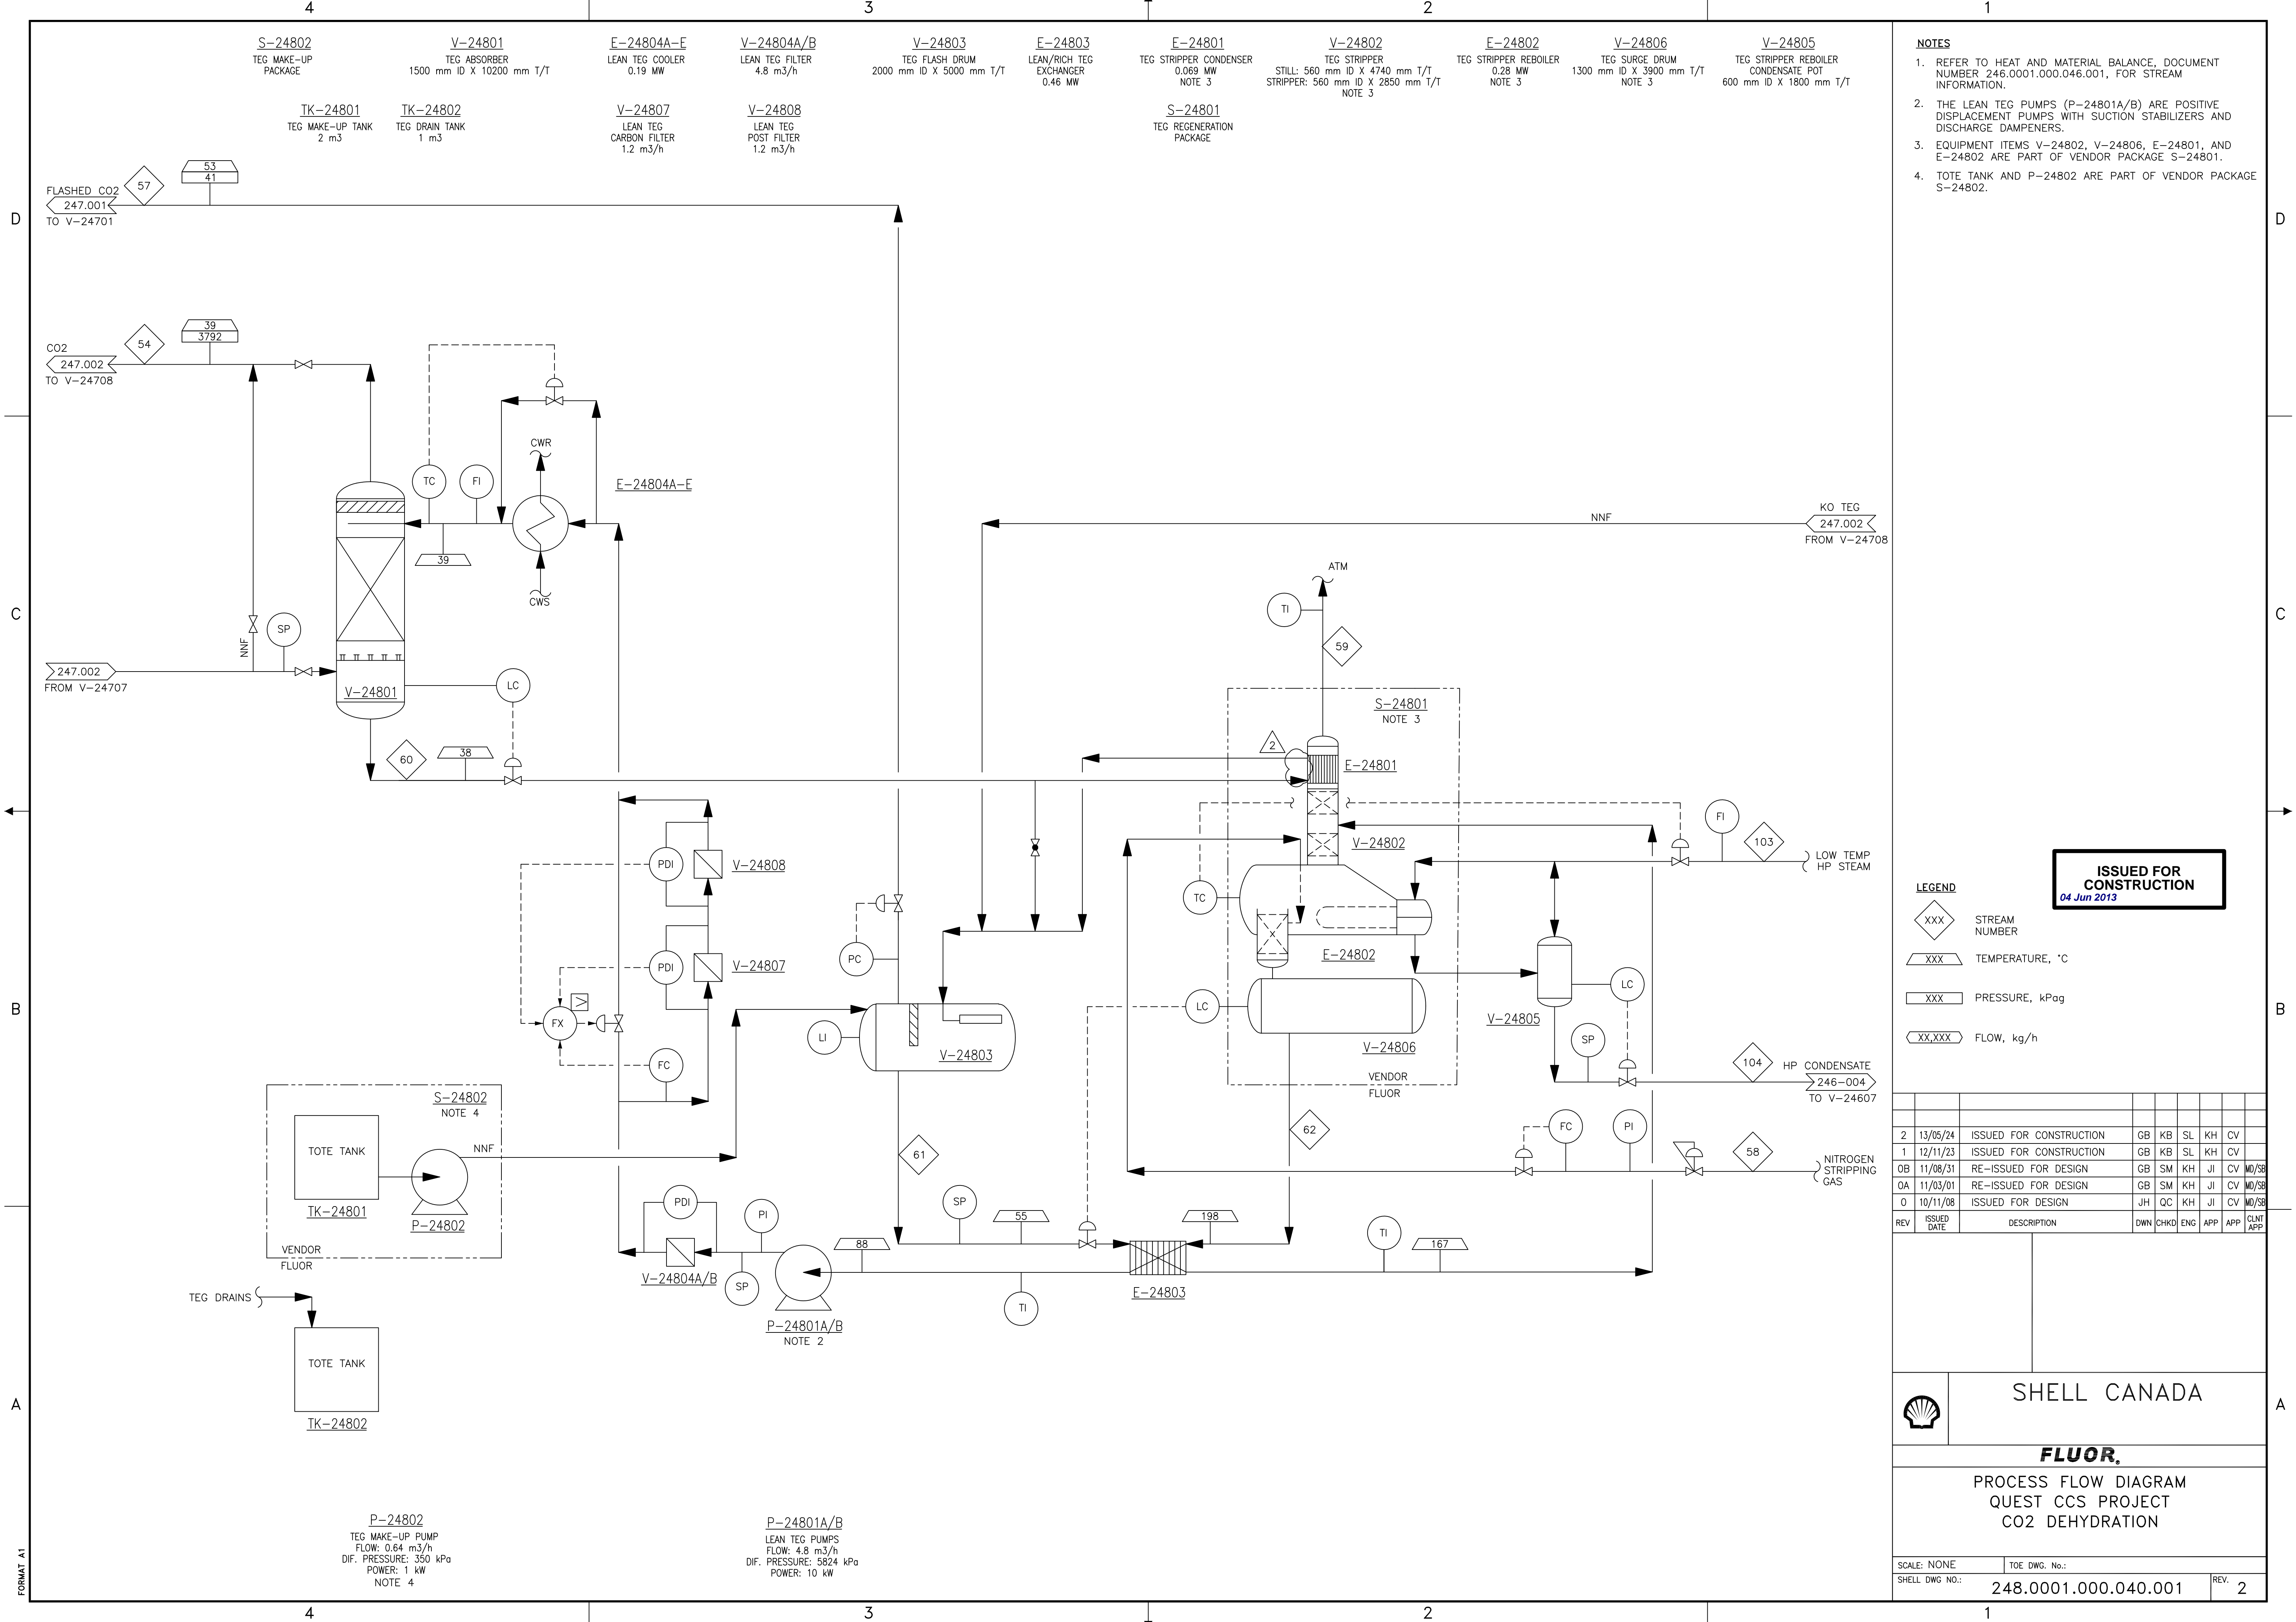 4
3
2
1
S-24802
TEG MAKE-UP
PACKAGE
V-24801
TEG ABSORBER
1500 mm ID X 10200 mm T/T
E-24804A-E
LEAN TEG COOLER
0.19 MW
V-24804A/B
LEAN TEG FILTER
4.8 m3/h
V-24803
TEG FLASH DRUM
2000 mm ID X 5000 mm T/T
E-24803
LEAN/RICH TEG
EXCHANGER
0.46 MW
E-24801
TEG STRIPPER CONDENSER
0.069 MW
NOTE 3
V-24802
TEG STRIPPER
STILL: 560 mm ID X 4740 mm T/T
STRIPPER: 560 mm ID X 2850 mm T/T
NOTE 3
E-24802
TEG STRIPPER REBOILER
0.28 MW
NOTE 3
V-24806
TEG SURGE DRUM
1300 mm ID X 3900 mm T/T
NOTE 3
V-24805
TEG STRIPPER REBOILER
CONDENSATE POT
600 mm ID X 1800 mm T/T
TK-24801
TEG MAKE-UP TANK
2 m3
TK-24802
TEG DRAIN TANK
1 m3
V-24807
LEAN TEG
CARBON FILTER
1.2 m3/h
V-24808
LEAN TEG
POST FILTER
1.2 m3/h
S-24801
TEG REGENERATION
PACKAGE
NOTES
1. REFER TO HEAT AND MATERIAL BALANCE, DOCUMENT
NUMBER 246.0001.000.046.001, FOR STREAM
INFORMATION.
2. THE LEAN TEG PUMPS (P-24801A/B) ARE POSITIVE
DISPLACEMENT PUMPS WITH SUCTION STABILIZERS AND
DISCHARGE DAMPENERS.
3. EQUIPMENT ITEMS V-24802, V-24806, E-24801, AND
E-24802 ARE PART OF VENDOR PACKAGE S-24801.
4. TOTE TANK AND P-24802 ARE PART OF VENDOR PACKAGE
S-24802.
D
D
FLASHED CO2
247.001
TO V-24701
57
53
41
CO2
247.002
TO V-24708
54
39
3792
CWR
TC
FI
E-24804A-E
39
CWS
KO TEG
247.002
FROM V-24708
NNF
C
C
NNF
SP
247.002
FROM V-24707
V-24801
LC
60
38
ATM
TI
59
S-24801
NOTE 3
2
E-24801
V-24802
FI
103
LOW TEMP
HP STEAM
TC
E-24802
LC
V-24806
VENDOR
FLUOR
V-24805
LC
SP
104
HP CONDENSATE
246-004
TO V-24607
PDI
V-24808
PDI
V-24807
FX
>
FC
PC
LI
V-24803
B
B
S-24802
NOTE 4
TOTE TANK
NNF
TK-24801
P-24802
VENDOR
FLUOR
61
62
FC
PI
58
NITROGEN
STRIPPING
GAS
PDI
PI
V-24804A/B
SP
88
SP
55
198
TI
167
TI
E-24803
P-24801A/B
NOTE 2
TEG DRAINS
TOTE TANK
TK-24802
A
A
P-24802
TEG MAKE-UP PUMP
FLOW: 0.64 m3/h
DIF. PRESSURE: 350 kPa
POWER: 1 kW
NOTE 4
P-24801A/B
LEAN TEG PUMPS
FLOW: 4.8 m3/h
DIF. PRESSURE: 5824 kPa
POWER: 10 kW
FORMAT A1
LEGEND
XXX STREAM
NUMBER
XXX TEMPERATURE, °C
XXX PRESSURE, kPag
XX,XXX FLOW, kg/h
ISSUED FOR
CONSTRUCTION
04 Jun 2013
2 13/05/24 ISSUED FOR CONSTRUCTION GB KB SL KH CV
1 12/11/23 ISSUED FOR CONSTRUCTION GB KB SL KH CV
0B 11/08/31 RE-ISSUED FOR DESIGN GB SM KH JI CV MD/SB
0A 11/03/01 RE-ISSUED FOR DESIGN GB SM KH JI CV MD/SB
0 10/11/08 ISSUED FOR DESIGN JH QC KH JI CV MD/SB
REV ISSUED DATE DESCRIPTION DWN CHKD ENG APP APP CLNT APP
SHELL CANADA
FLUOR®
PROCESS FLOW DIAGRAM
QUEST CCS PROJECT
CO2 DEHYDRATION
SCALE: NONE TOE DWG. No.:
SHELL DWG NO.: 248.0001.000.040.001 REV. 2
4
3
2
1